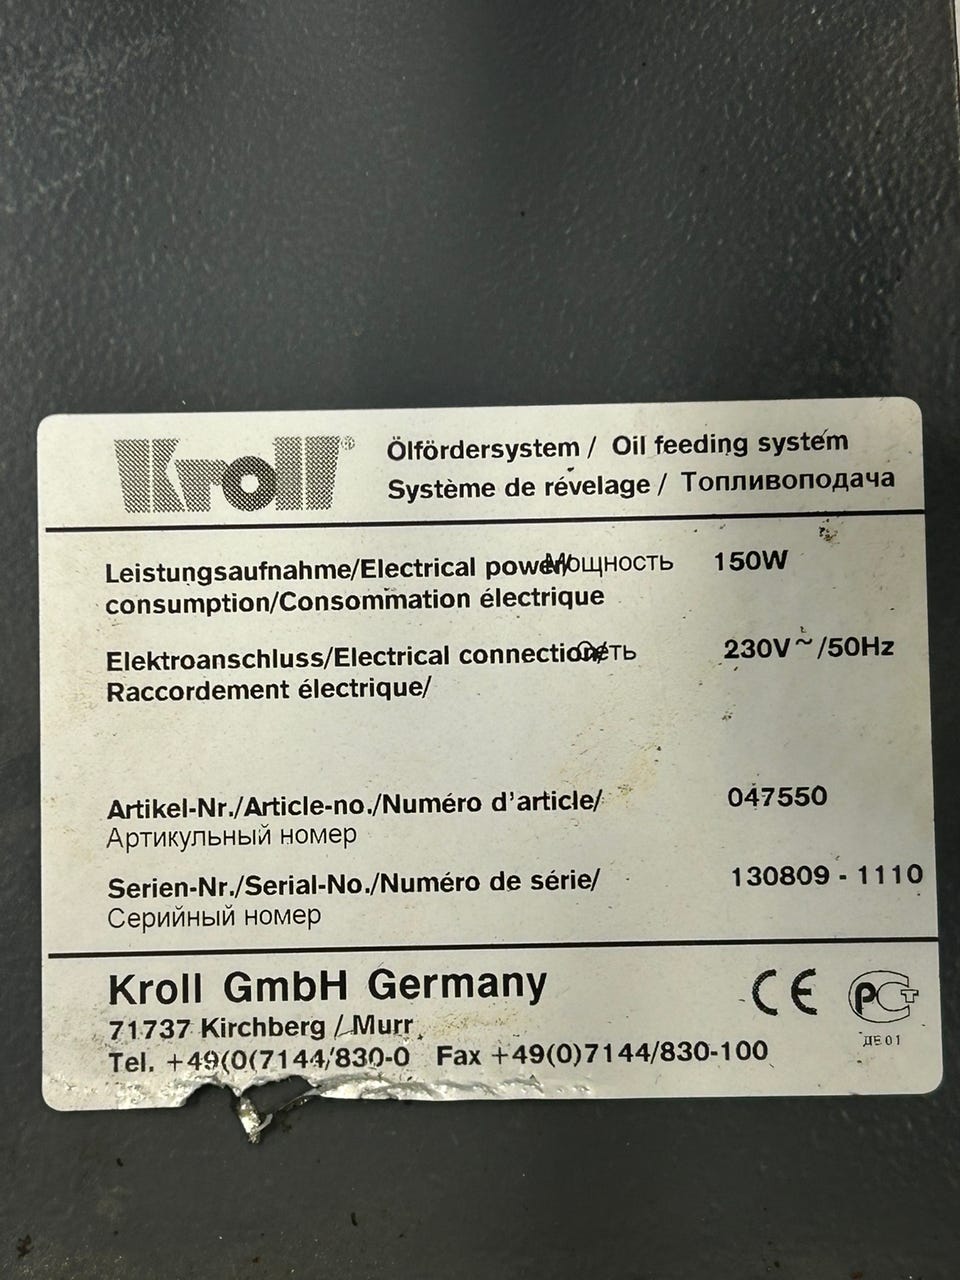 Kroll®
Ölfördersystem / Oil feeding system
Système de révelage / Топливоподача
Leistungsaufnahme/Electrical power/Мощность 150W
consumption/Consommation électrique
Elektroanschluss/Electrical connection/Сеть 230V~/50Hz
Raccordement électrique/
Artikel-Nr./Article-no./Numéro d'article/ 047550
Артикульный номер
Serien-Nr./Serial-No./Numéro de série/ 130809 - 1110
Серийный номер
Kroll GmbH Germany CE РСТ
71737 Kirchberg / Murr
ДЕ01
Tel. +49(0(7144/830-0 Fax +49(0)7144/830-100